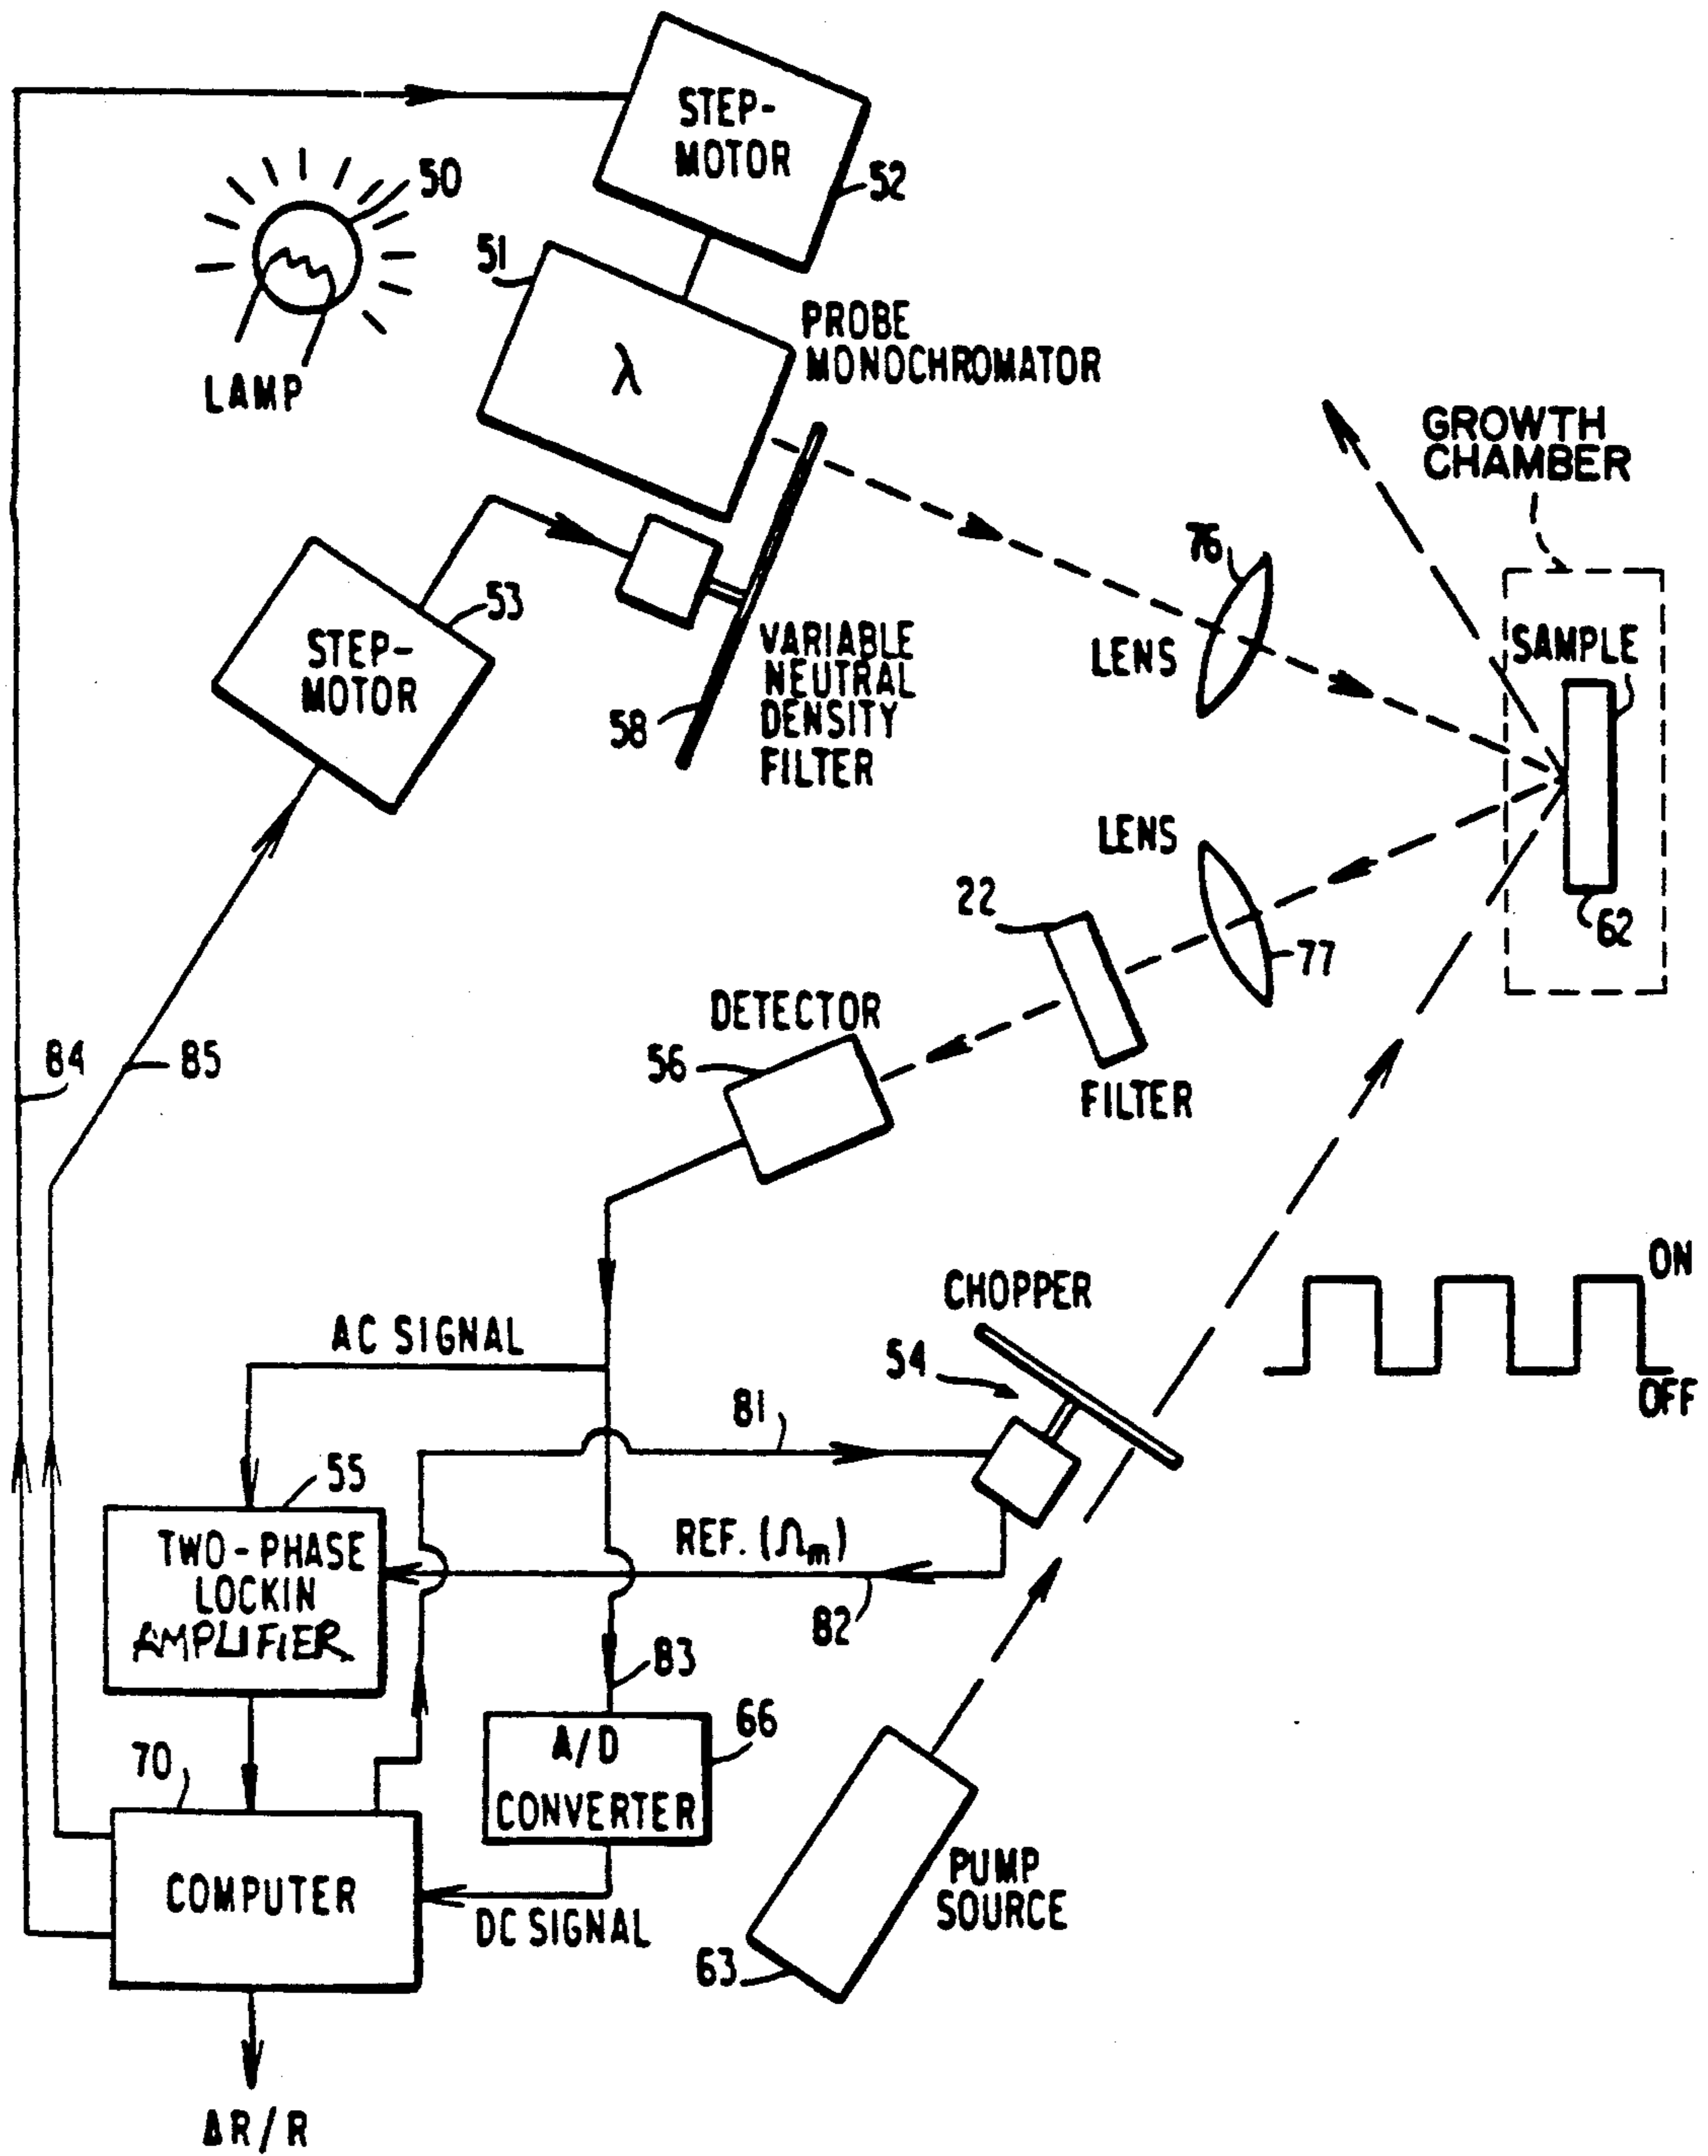 STEP-
MOTOR
52
50
LAMP
51
λ
PROBE
MONOCHROMATOR
GROWTH
CHAMBER
76
LENS
SAMPLE
62
53
STEP-
MOTOR
58
VARIABLE
NEUTRAL
DENSITY
FILTER
LENS
77
22
FILTER
DETECTOR
56
84
85
ON
OFF
CHOPPER
54
AC SIGNAL
81
55
TWO-PHASE
LOCKIN
AMPLIFIER
REF. (Ωm)
82
83
66
A/D
CONVERTER
70
COMPUTER
DC SIGNAL
PUMP
SOURCE
63
ΔR/R